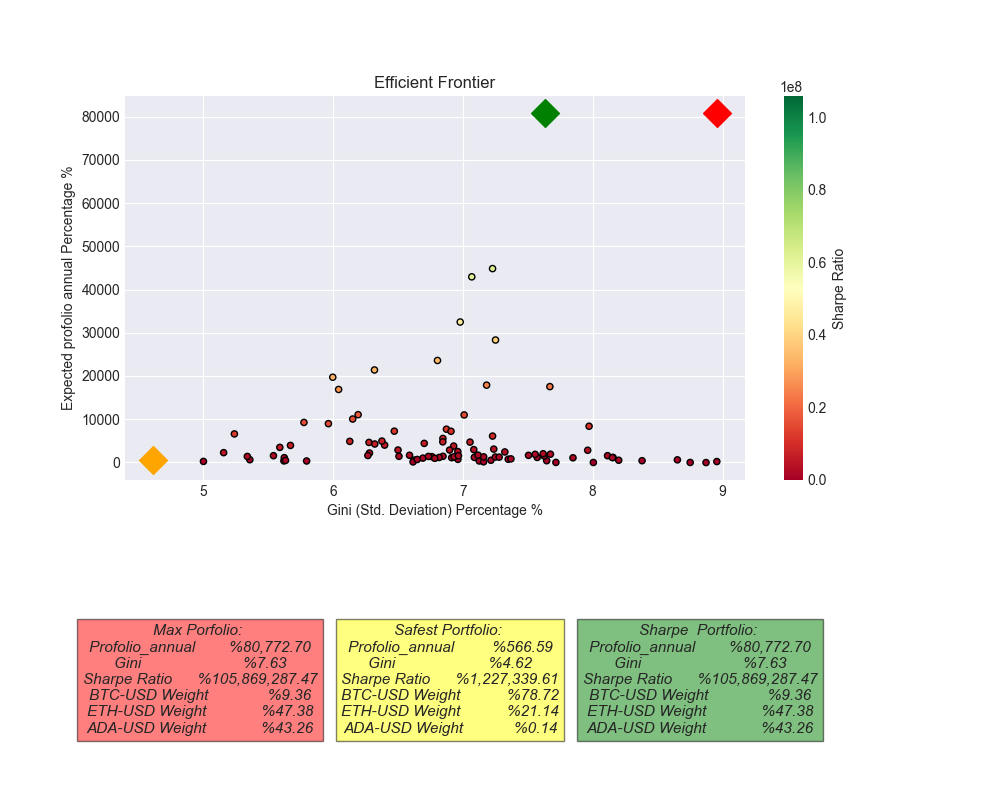 Efficient Frontier
1e8
80000
70000
60000
50000
40000
30000
20000
10000
0
Expected profolio annual Percentage %
5 6 7 8 9
Gini (Std. Deviation) Percentage %
1.0
0.8
0.6
0.4
0.2
0.0
Sharpe Ratio
Max Porfolio:
Profolio_annual %80,772.70
Gini %7.63
Sharpe Ratio %105,869,287.47
BTC-USD Weight %9.36
ETH-USD Weight %47.38
ADA-USD Weight %43.26
Safest Portfolio:
Profolio_annual %566.59
Gini %4.62
Sharpe Ratio %1,227,339.61
BTC-USD Weight %78.72
ETH-USD Weight %21.14
ADA-USD Weight %0.14
Sharpe Portfolio:
Profolio_annual %80,772.70
Gini %7.63
Sharpe Ratio %105,869,287.47
BTC-USD Weight %9.36
ETH-USD Weight %47.38
ADA-USD Weight %43.26